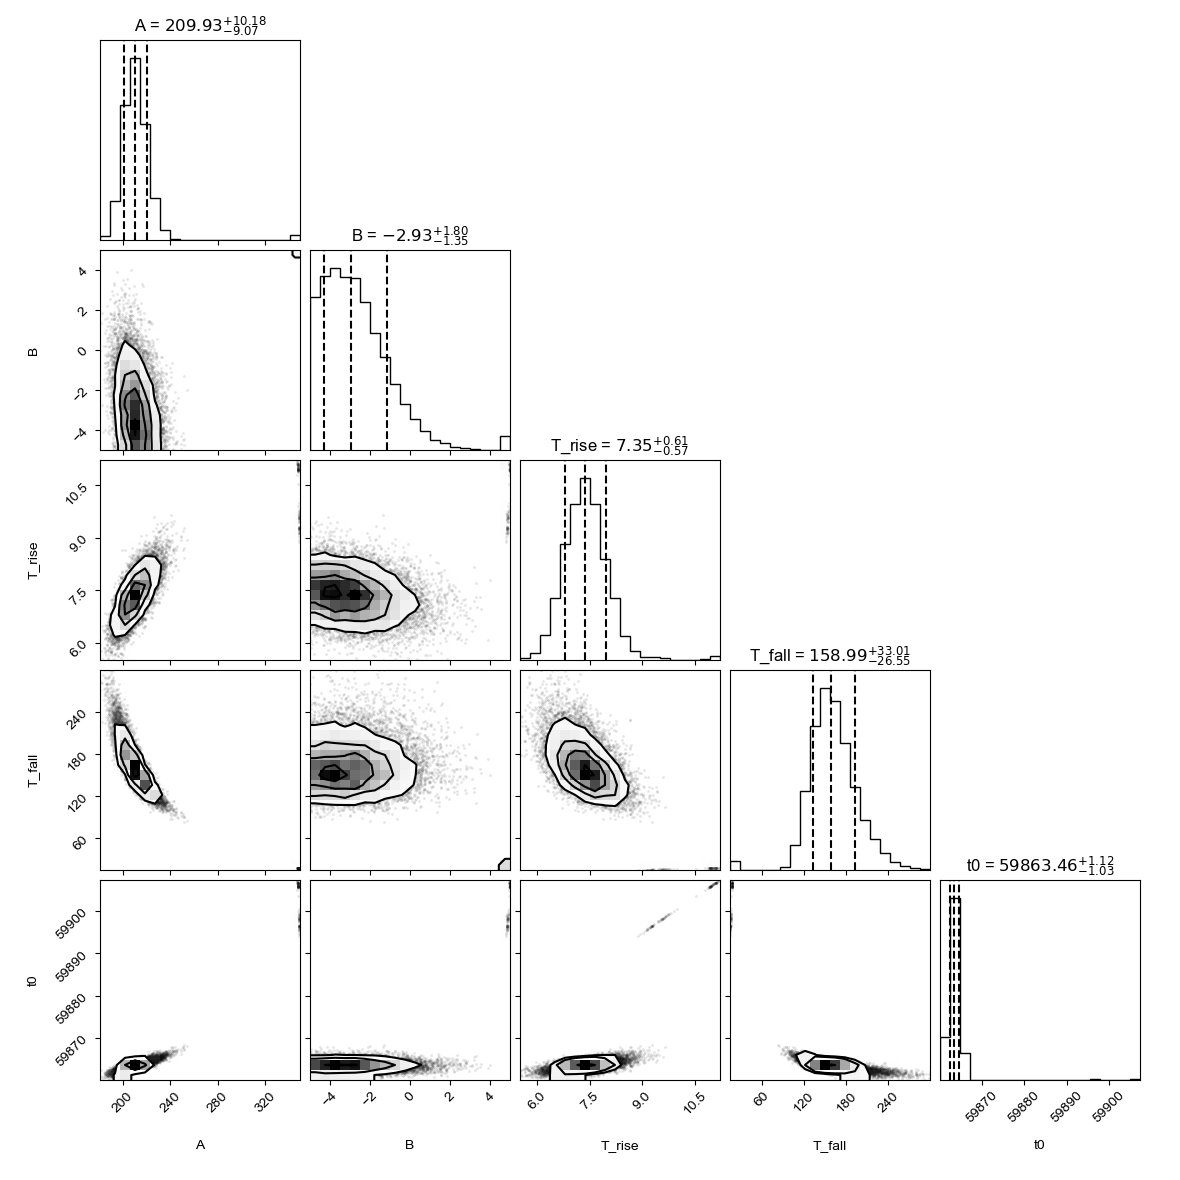 A = 209.93+10.18−9.07
B = −2.93+1.80−1.35
4
2
0
−2
−4
B
T_rise = 7.35+0.61−0.57
10.5
9.0
7.5
6.0
T_rise
T_fall = 158.99+33.01−26.55
240
180
120
60
T_fall
t0 = 59863.46+1.12−1.03
59900
59890
59880
59870
t0
200 240 280 320 −4 −2 0 2 4 6.0 7.5 9.0 10.5 60 120 180 240 59870 59880 59890 59900
A B T_rise T_fall t0